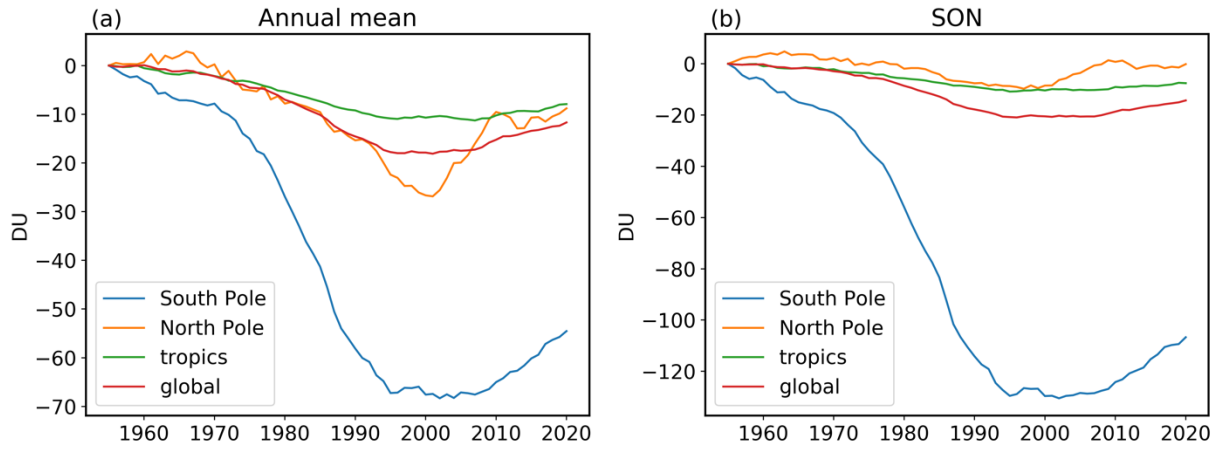 (a) Annual mean
DU
0
−10
−20
−30
−40
−50
−60
−70
South Pole
North Pole
tropics
global
1960 1970 1980 1990 2000 2010 2020
(b) SON
DU
0
−20
−40
−60
−80
−100
−120
South Pole
North Pole
tropics
global
1960 1970 1980 1990 2000 2010 2020